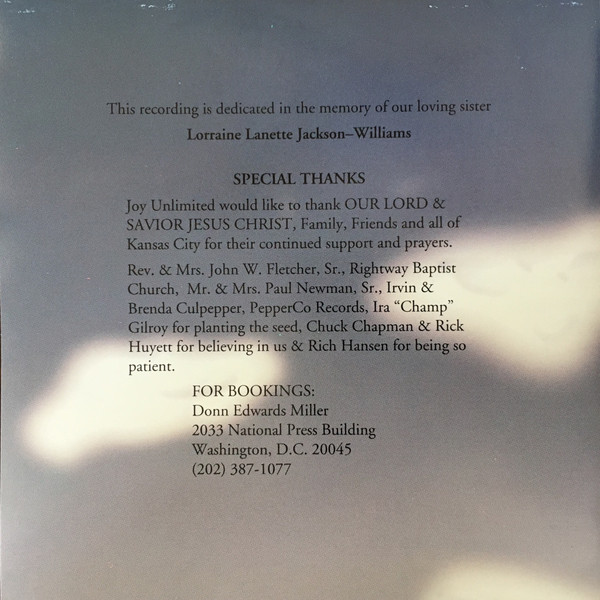 This recording is dedicated in the memory of our loving sister
Lorraine Lanette Jackson–Williams
SPECIAL THANKS
Joy Unlimited would like to thank OUR LORD &
SAVIOR JESUS CHRIST, Family, Friends and all of
Kansas City for their continued support and prayers.
Rev. & Mrs. John W. Fletcher, Sr., Rightway Baptist
Church, Mr. & Mrs. Paul Newman, Sr., Irvin &
Brenda Culpepper, PepperCo Records, Ira “Champ”
Gilroy for planting the seed, Chuck Chapman & Rick
Huyett for believing in us & Rich Hansen for being so
patient.
FOR BOOKINGS:
Donn Edwards Miller
2033 National Press Building
Washington, D.C. 20045
(202) 387-1077